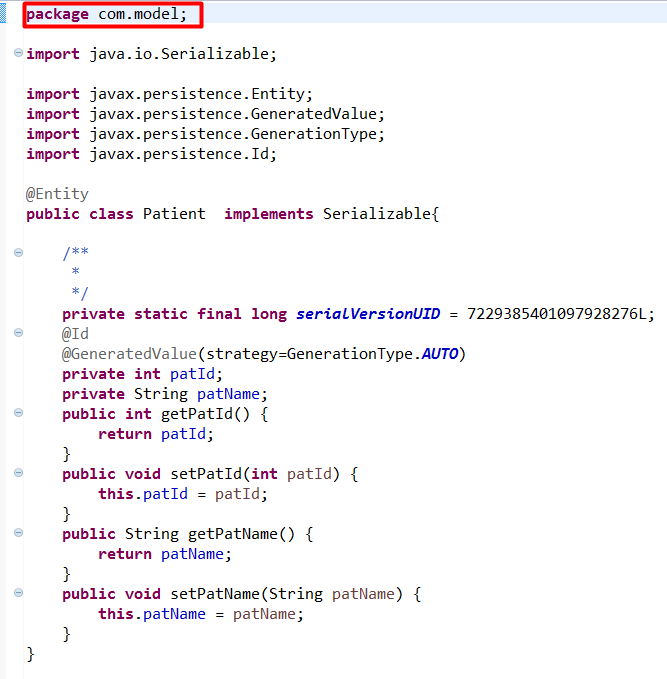 package com.model;
import java.io.Serializable;
import javax.persistence.Entity;
import javax.persistence.GeneratedValue;
import javax.persistence.GenerationType;
import javax.persistence.Id;
@Entity
public class Patient  implements Serializable{
/**
*
*/
private static final long serialVersionUID = 7229385401097928276L;
@Id
@GeneratedValue(strategy=GenerationType.AUTO)
private int patId;
private String patName;
public int getPatId() {
return patId;
}
public void setPatId(int patId) {
this.patId = patId;
}
public String getPatName() {
return patName;
}
public void setPatName(String patName) {
this.patName = patName;
}
}